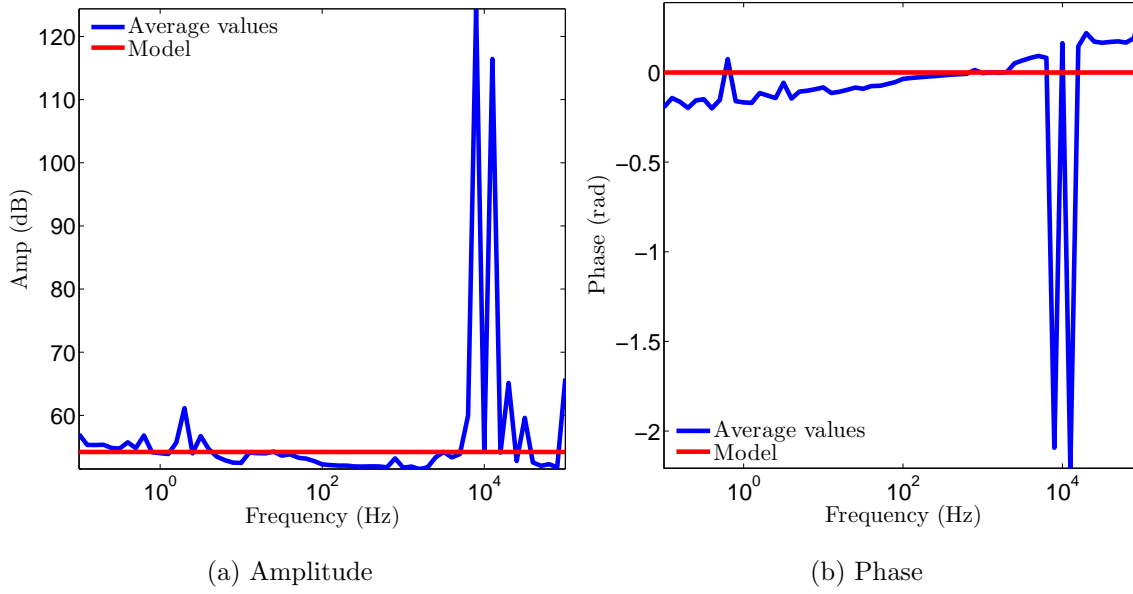 Average values
Model
120
110
100
90
80
70
60
Amp (dB)
10^0
10^2
10^4
Frequency (Hz)
(a) Amplitude
0
−0.5
−1
−1.5
−2
Phase (rad)
Average values
Model
10^0
10^2
10^4
Frequency (Hz)
(b) Phase